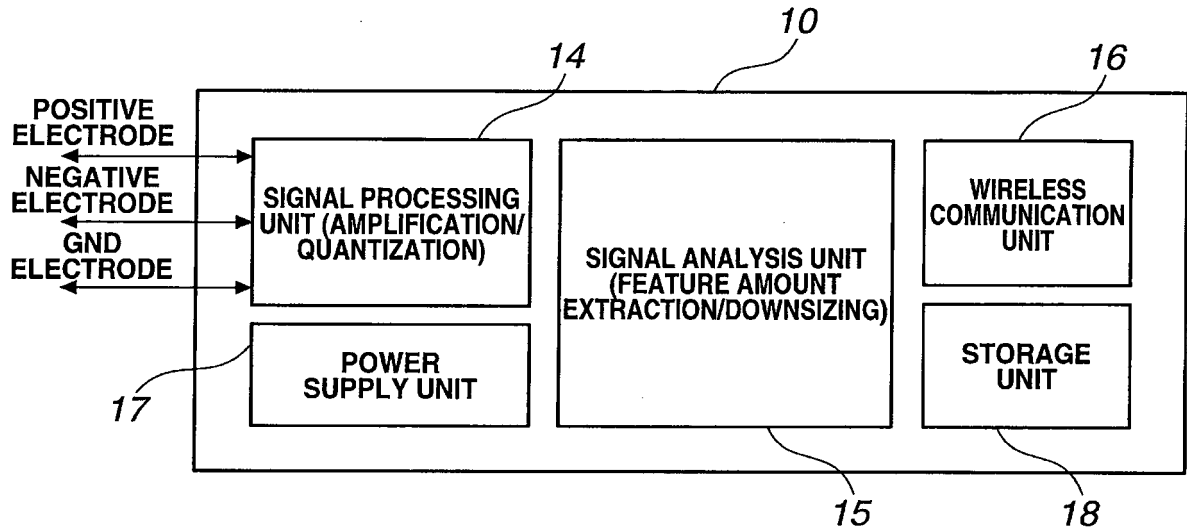 10
14
16
POSITIVE
ELECTRODE
NEGATIVE
ELECTRODE
GND
ELECTRODE
SIGNAL PROCESSING
UNIT (AMPLIFICATION/
QUANTIZATION)
SIGNAL ANALYSIS UNIT
(FEATURE AMOUNT
EXTRACTION/DOWNSIZING)
WIRELESS
COMMUNICATION
UNIT
POWER
SUPPLY UNIT
STORAGE
UNIT
17
15
18